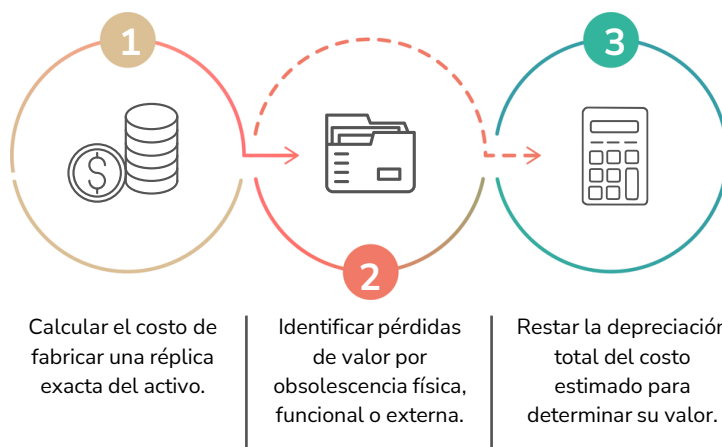 1
2
3
$
Calcular el costo de
fabricar una réplica
exacta del activo.
Identificar pérdidas
de valor por
obsolescencia física,
funcional o externa.
Restar la depreciación
total del costo
estimado para
determinar su valor.